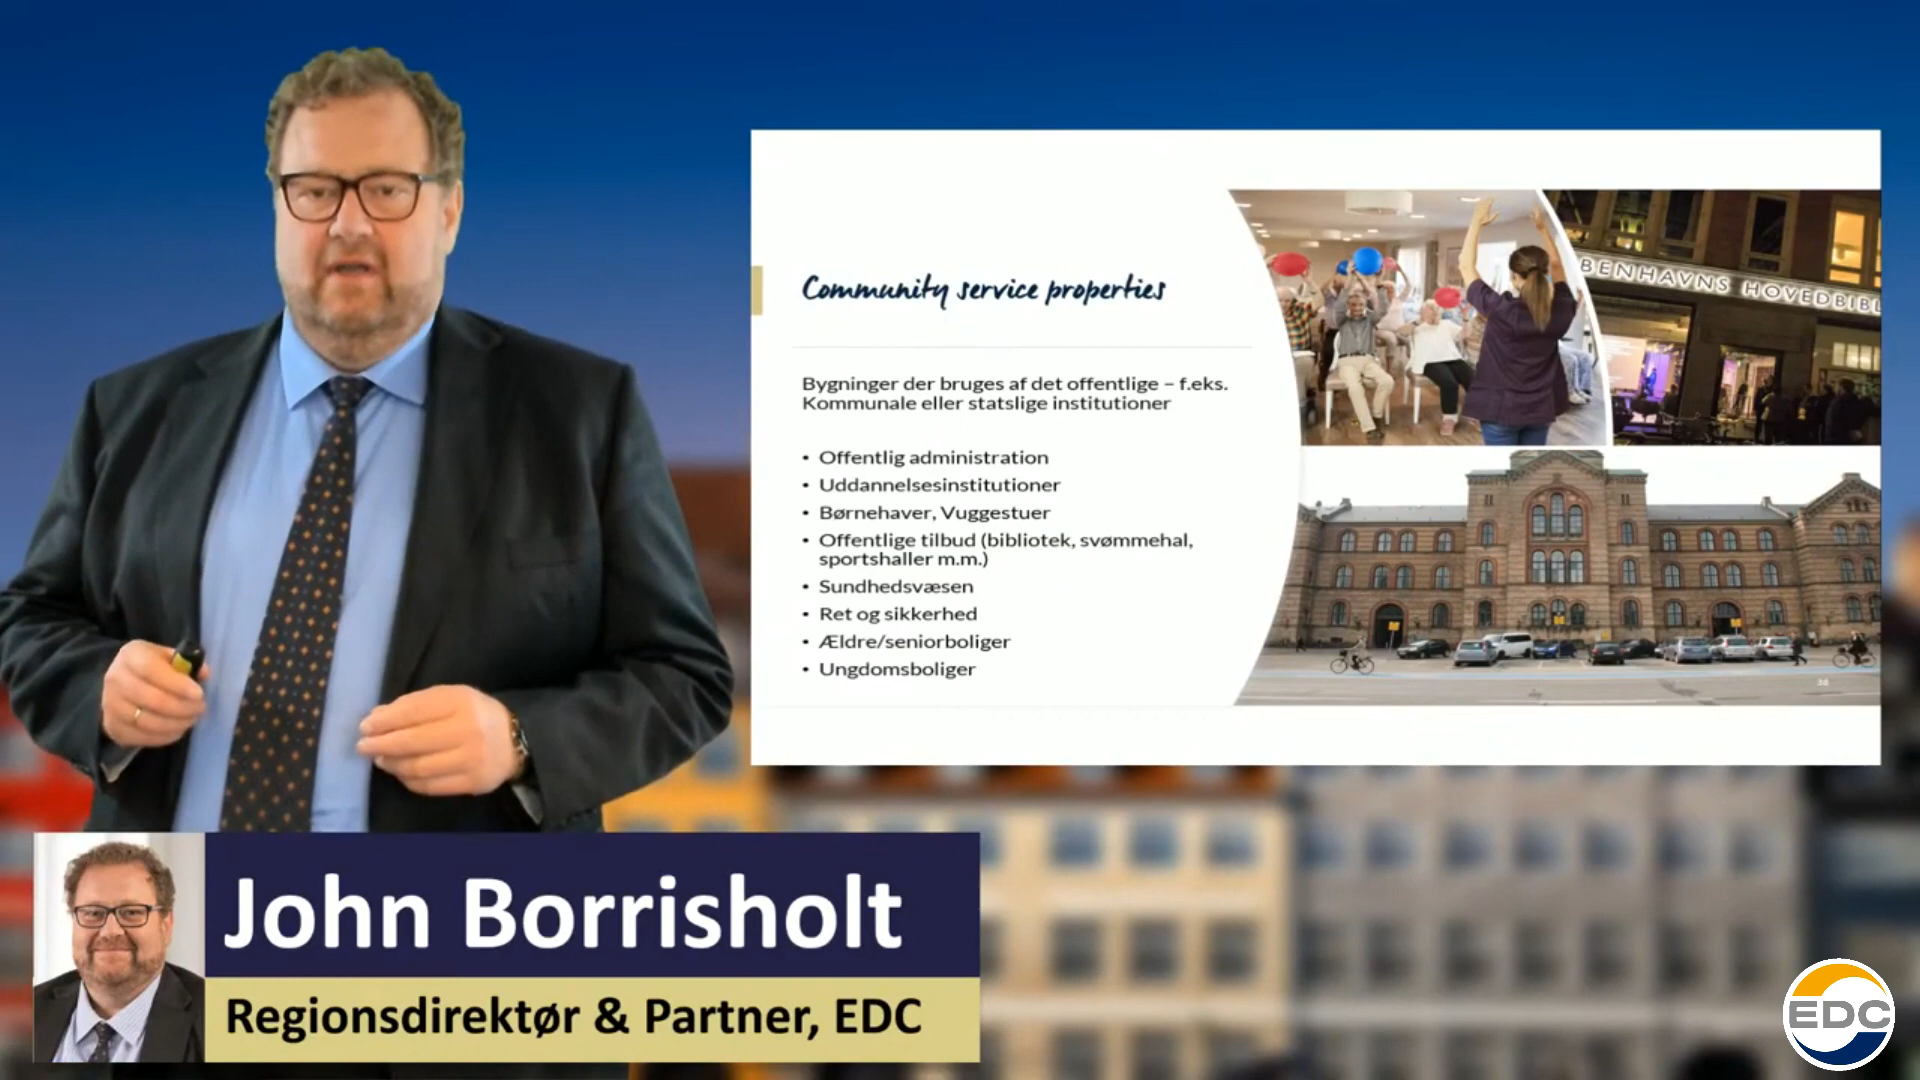 Community service properties
Bygninger der bruges af det offentlige – f.eks.
Kommunale eller statslige institutioner
• Offentlig administration
• Uddannelsesinstitutioner
• Børnehaver, Vuggestuer
• Offentlige tilbud (bibliotek, svømmehal,
sportshaller m.m.)
• Sundhedsvæsen
• Ret og sikkerhed
• Ældre/seniorboliger
• Ungdomsboliger
BENHAVNS HOVEDBIBL
John Borrisholt
Regionsdirektør & Partner, EDC
EDC